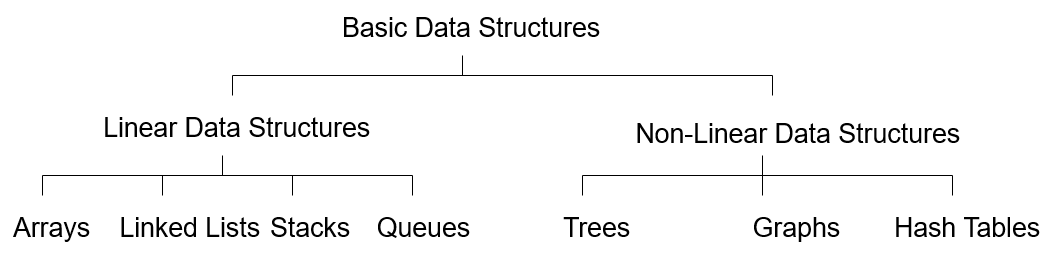 Basic Data Structures
Linear Data Structures
Non-Linear Data Structures
Arrays
Linked Lists
Stacks
Queues
Trees
Graphs
Hash Tables